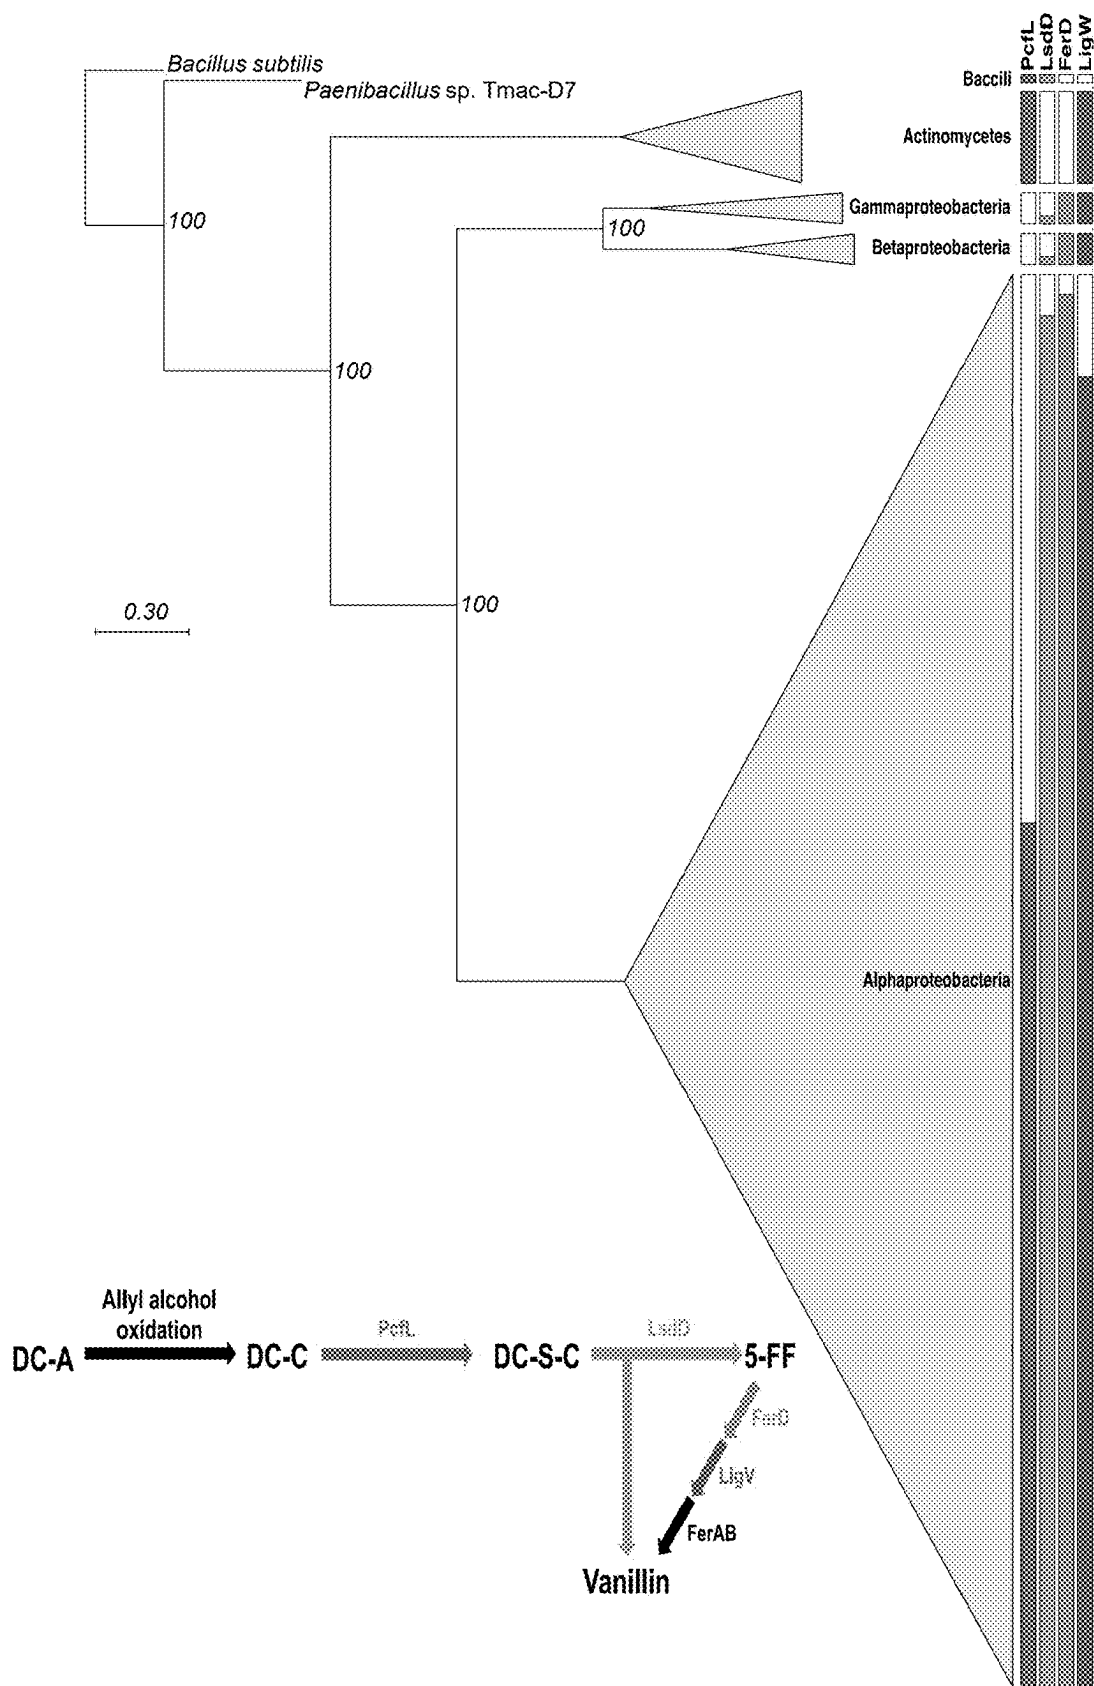 PcfL
LsdD
FerD
LigW
Bacillus subtilis
Paenibacillus sp. Tmac-D7
Baccili
Actinomycetes
Gammaproteobacteria
100
100
Betaproteobacteria
100
0.30
100
Alphaproteobacteria
Allyl alcohol
oxidation
PcfL
LsdD
DC-A
DC-C
DC-S-C
5-FF
FerD
LigV
FerAB
Vanillin